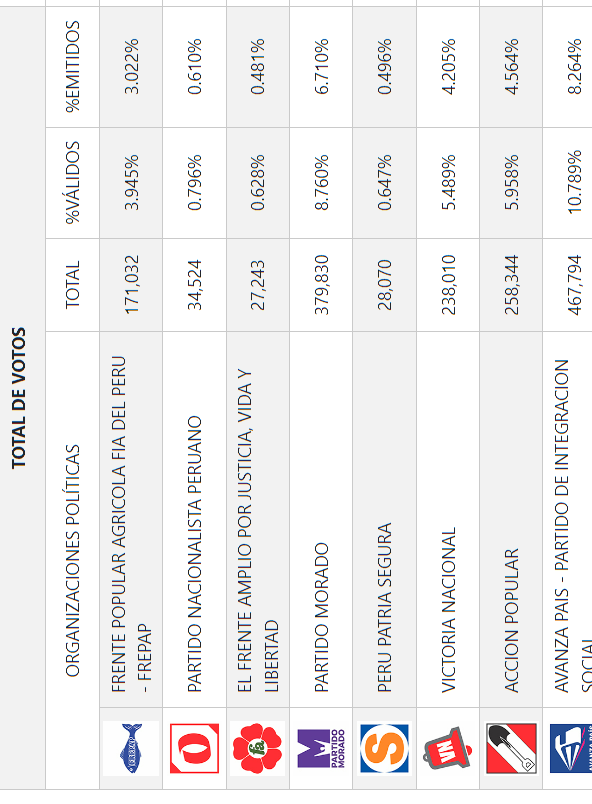 TOTAL DE VOTOS
ORGANIZACIONES POLÍTICAS TOTAL %VÁLIDOS %EMITIDOS
FREPAP FRENTE POPULAR AGRICOLA FIA DEL PERU 171,032 3.945% 3.022%
- FREPAP
O PARTIDO NACIONALISTA PERUANO 34,524 0.796% 0.610%
fa EL FRENTE AMPLIO POR JUSTICIA, VIDA Y 27,243 0.628% 0.481%
LIBERTAD
M PARTIDO MORADO PARTIDO MORADO 379,830 8.760% 6.710%
S PERU PATRIA SEGURA 28,070 0.647% 0.496%
VN VICTORIA NACIONAL 238,010 5.489% 4.205%
ACCION POPULAR 258,344 5.958% 4.564%
AVANZA PAÍS AVANZA PAIS - PARTIDO DE INTEGRACION 467,794 10.789% 8.264%
SOCIAL